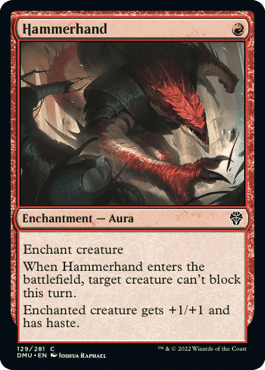 Hammerhand
Enchantment — Aura
Enchant creature
When Hammerhand enters the
battlefield, target creature can't block
this turn.
Enchanted creature gets +1/+1 and
has haste.
129/281 C
DMU • EN Joshua Raphael
™ & © 2022 Wizards of the Coast